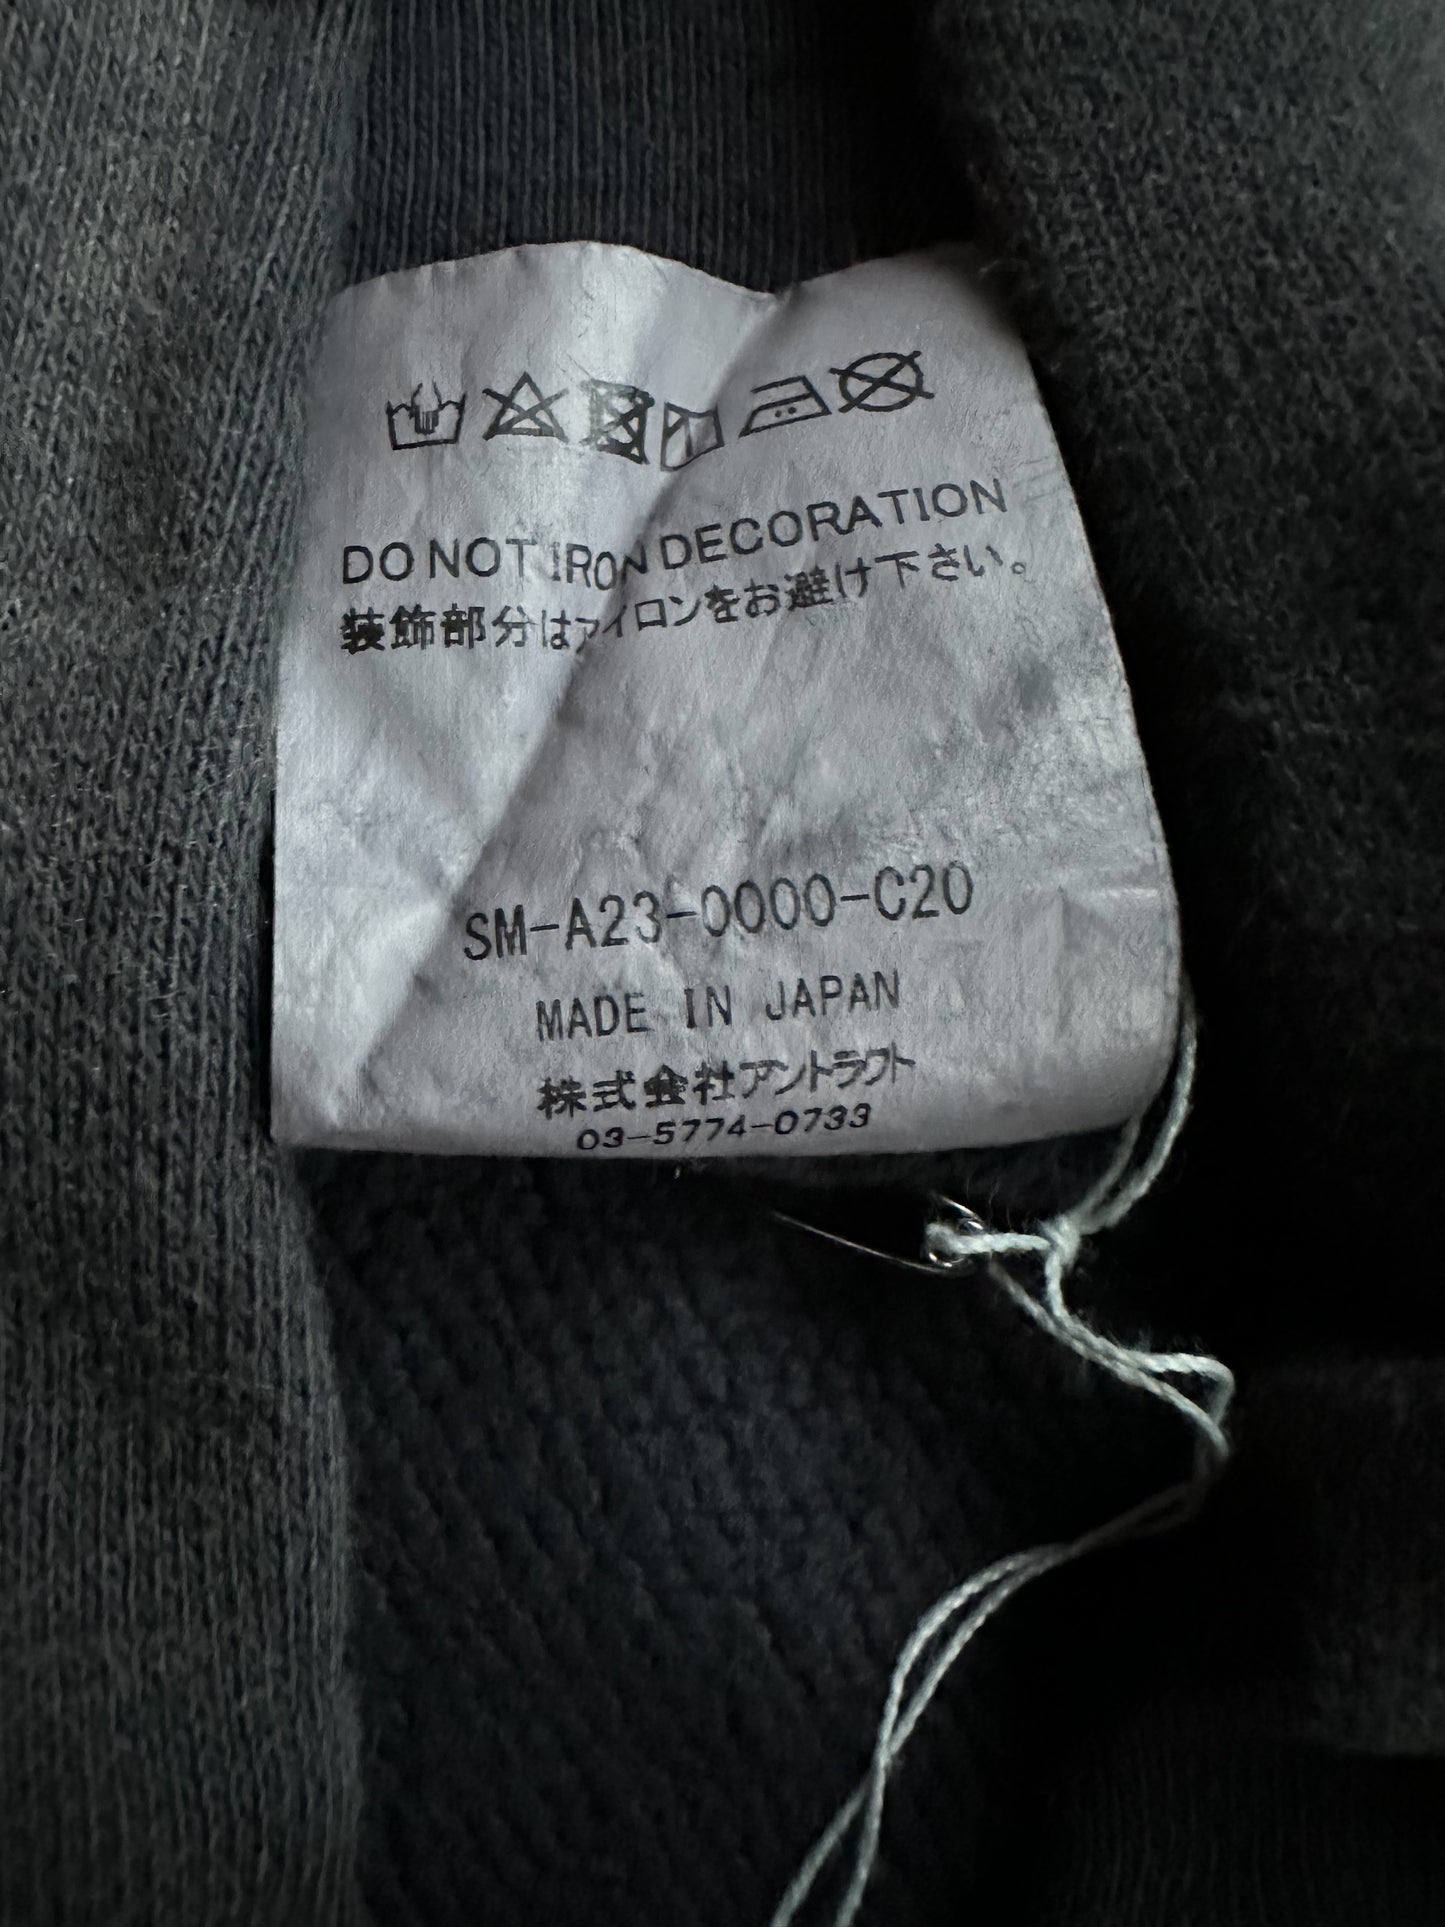 DO NOT IRON DECORATION
装飾部分はアイロンをお避け下さい。
SM-A23-0000-C20
MADE IN JAPAN
株式会社アントラクト
03-5774-0733